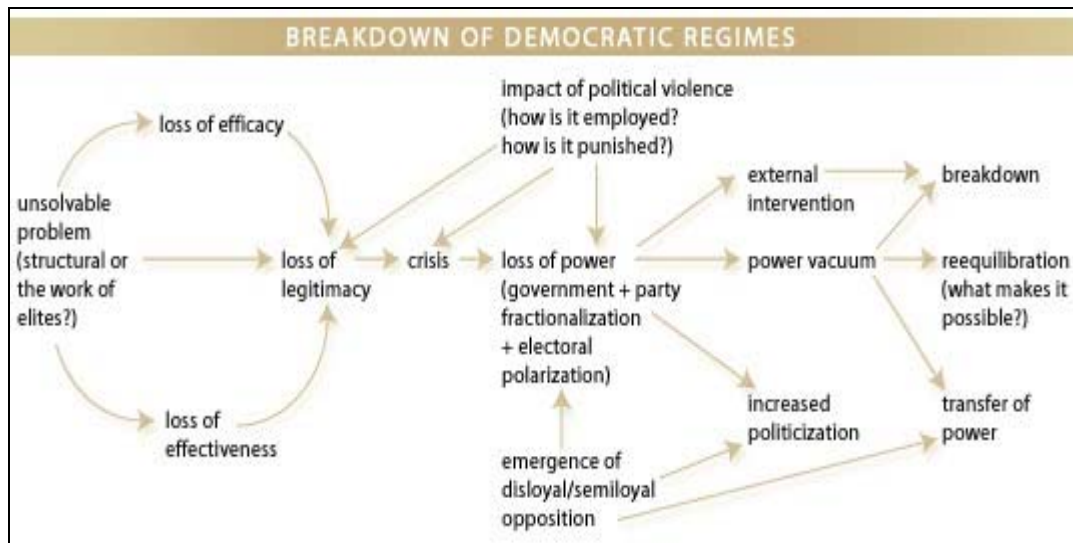 BREAKDOWN OF DEMOCRATIC REGIMES
impact of political violence
(how is it employed?
how is it punished?)
loss of efficacy
unsolvable
problem
(structural or
the work of
elites?)
loss of
legitimacy
crisis
loss of power
(government + party
fractionalization
+ electoral
polarization)
external
intervention
breakdown
power vacuum
reequilibration
(what makes it
possible?)
loss of
effectiveness
increased
politicization
transfer of
power
emergence of
disloyal/semiloyal
opposition